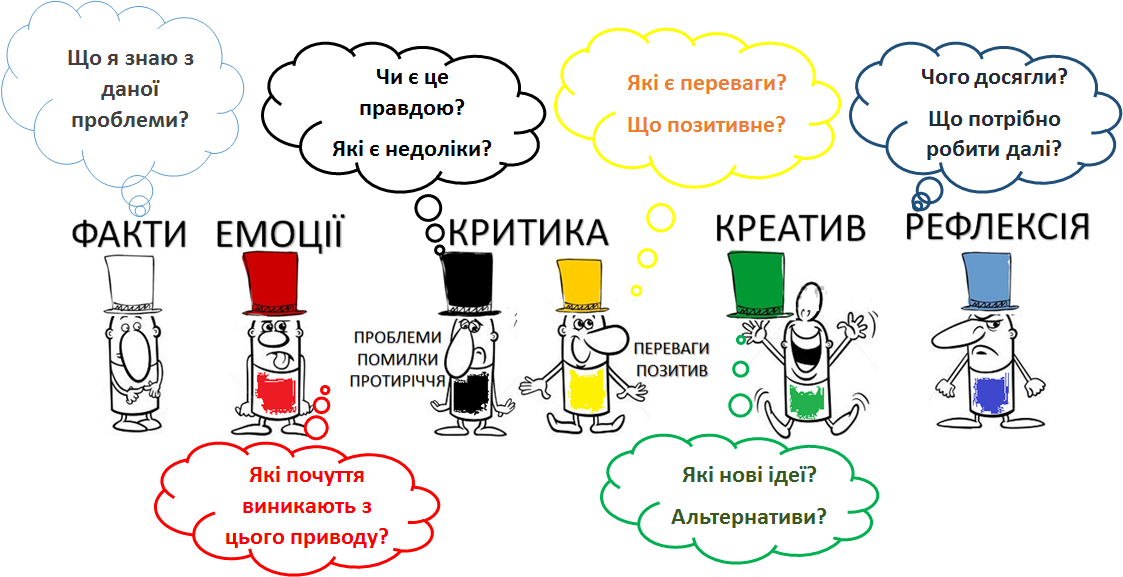 Що я знаю з
даної
проблеми?
Чи є це
правдою?
Які є недоліки?
Які є переваги?
Що позитивне?
Чого досягли?
Що потрібно
робити далі?
ФАКТИ
ЕМОЦІЇ
КРИТИКА
КРЕАТИВ
РЕФЛЕКСІЯ
ПРОБЛЕМИ
ПОМИЛКИ
ПРОТИРІЧЧЯ
ПЕРЕВАГИ
ПОЗИТИВ
Які почуття
виникають з
цього приводу?
Які нові ідеї?
Альтернативи?